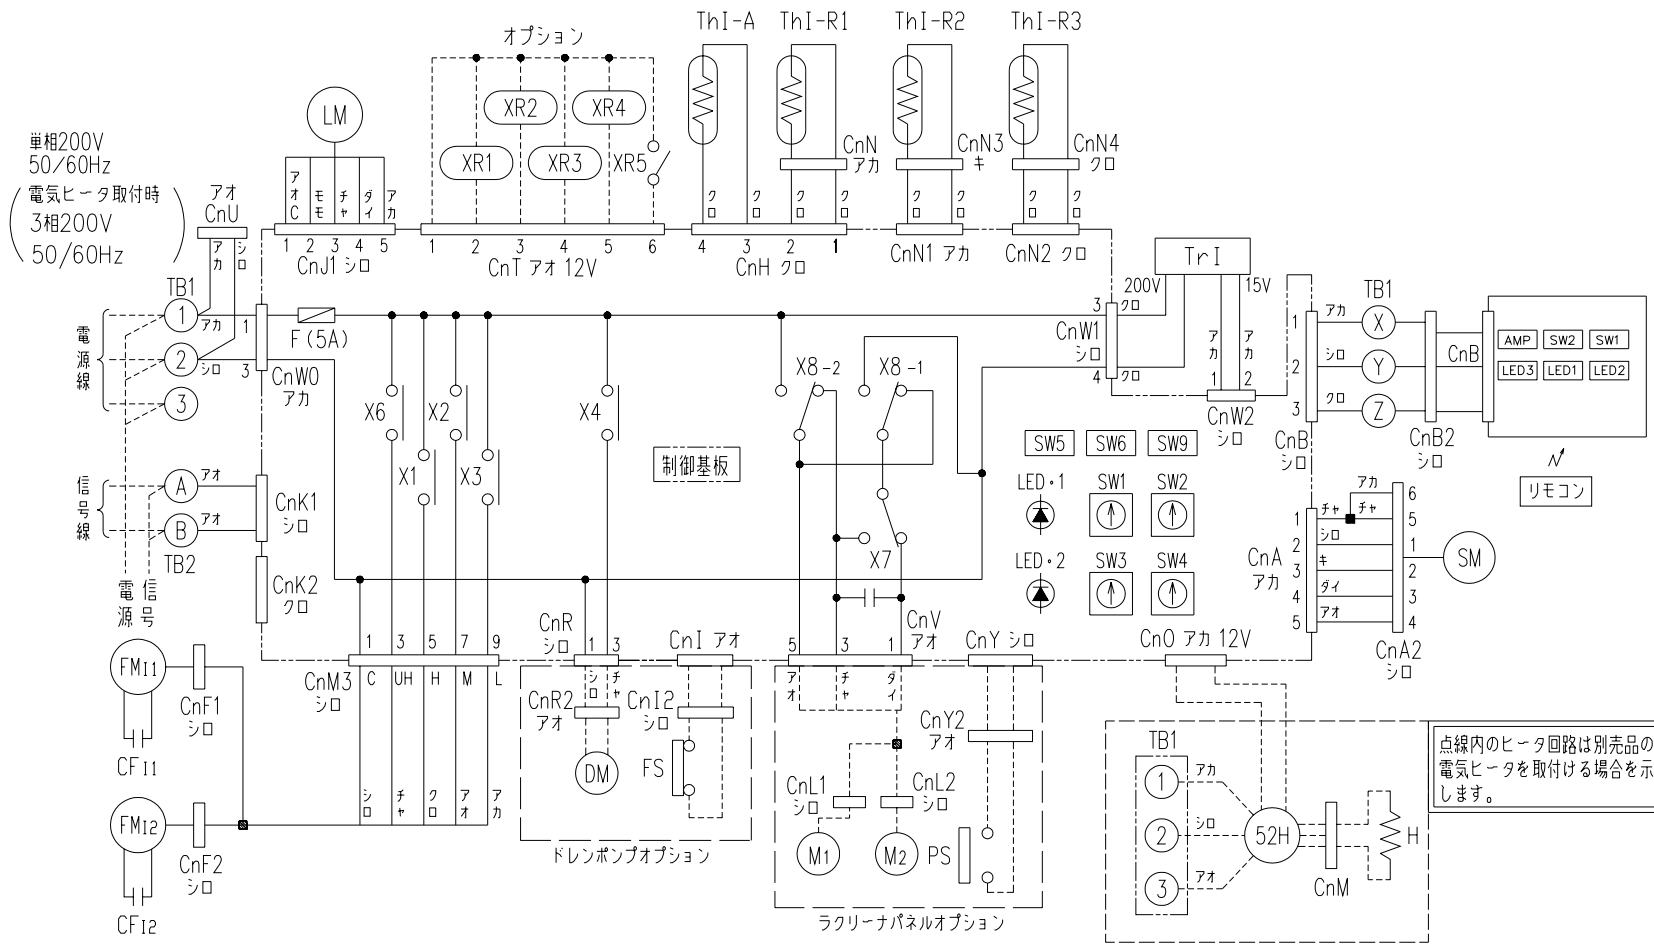 オプション
ThI-A ThI-R1 ThI-R2 ThI-R3
LM
XR1 XR2 XR3 XR4 XR5
単相200V
50/60Hz
電気ヒータ取付時
3相200V
50/60Hz
アオ
CnU
アカ シロ
アオC モモ チャ ダイ アカ
1 2 3 4 5
CnJ1 シロ
1 2 3 4 5 6
CnT アオ 12V
CnN
アカ
CnN3
キ
CnN4
クロ
クロ クロ クロ クロ クロ クロ クロ クロ
4 3 2 1
CnH クロ
CnN1 アカ
CnN2 クロ
TrI
200V 15V
3 クロ
CnW1
シロ
4 クロ
アカ アカ
1 2
CnW2
シロ
TB1
電源線
1 アカ 1
2 シロ 3
3
CnW0
アカ
F(5A)
X6 X2 X4 X8-2 X8-1
X1 X3 X7
制御基板
SW5 SW6 SW9
LED・1 SW1 SW2
LED・2 SW3 SW4
1 アカ X
2 シロ Y
3 クロ Z
TB1
CnB
シロ
CnB2
シロ
CnB
AMP SW2 SW1
LED3 LED1 LED2
リモコン
信号線
A アオ
B アオ
TB2
CnK1
シロ
CnK2
クロ
電源
信号
アカ 6
1 チャ チャ 5
2 シロ 1
3 キ 2
4 ダイ 3
5 アオ 4
CnA
アカ
CnA2
シロ
SM
1 3 5 7 9
C UH H M L
CnM3
シロ
シロ チャ クロ アオ アカ
FMI1
CnF1
シロ
CFI1
FMI2
CnF2
シロ
CFI2
CnR
シロ
1 3
シロ チャ
CnR2
アオ
DM
CnI アオ
CnI2
シロ
FS
ドレンポンプオプション
5 3 1
CnV
アオ
アオ チャ ダイ
CnY シロ
CnY2
アオ
CnL1
シロ
CnL2
シロ
M1 M2 PS
ラクリーナパネルオプション
CnO アカ 12V
TB1
1 アカ
2 シロ
3 アオ
52H
CnM
H
点線内のヒータ回路は別売品の
電気ヒータを取付ける場合を示
します。